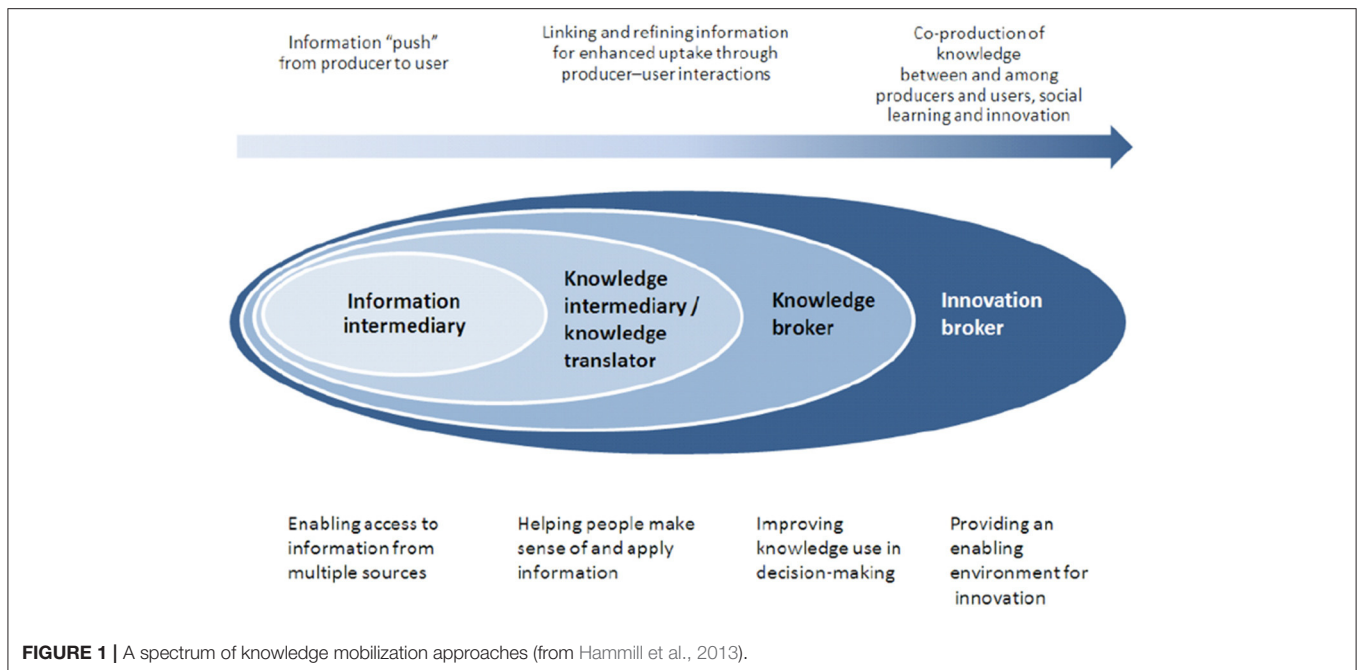 Information “push”
from producer to user
Linking and refining information
for enhanced uptake through
producer–user interactions
Co-production of
knowledge
between and among
producers and users, social
learning and innovation
Information
intermediary
Knowledge
intermediary /
knowledge
translator
Knowledge
broker
Innovation
broker
Enabling access to
information from
multiple sources
Helping people make
sense of and apply
information
Improving
knowledge use in
decision-making
Providing an
enabling
environment for
innovation
FIGURE 1 | A spectrum of knowledge mobilization approaches (from Hammill et al., 2013).